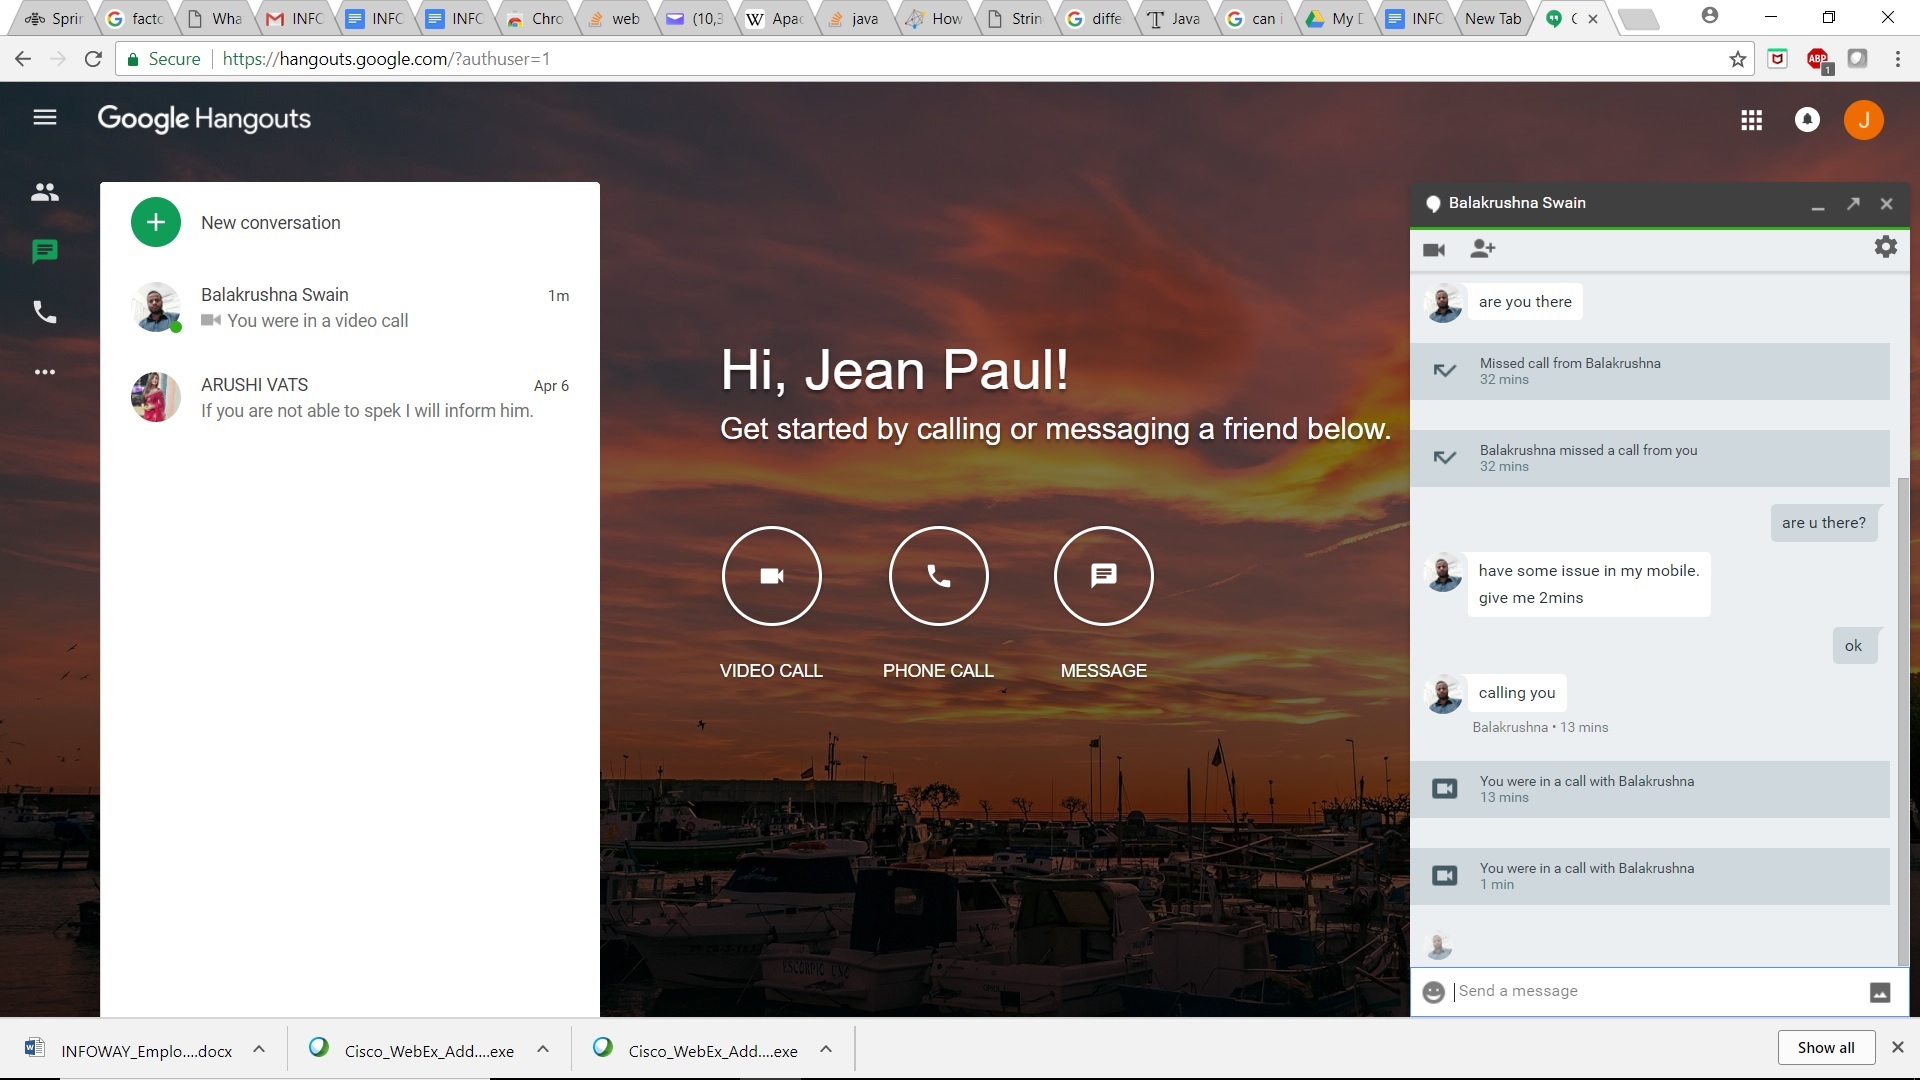 Sprin
facto
Wha
INFO
INFC
INFC
Chro
web
(10,3
Apac
java
How
Strin
diffe
Java
can i
My D
INFC
New Tab
Secure
https://hangouts.google.com/?authuser=1
ABP
1
Google Hangouts
J
New conversation
Balakrushna Swain
1m
You were in a video call
ARUSHI VATS
Apr 6
If you are not able to spek I will inform him.
Hi, Jean Paul!
Get started by calling or messaging a friend below.
VIDEO CALL
PHONE CALL
MESSAGE
Balakrushna Swain
are you there
Missed call from Balakrushna
32 mins
Balakrushna missed a call from you
32 mins
are u there?
have some issue in my mobile.
give me 2mins
ok
calling you
Balakrushna • 13 mins
You were in a call with Balakrushna
13 mins
You were in a call with Balakrushna
1 min
Send a message
INFOWAY_Emplo....docx
Cisco_WebEx_Add....exe
Cisco_WebEx_Add....exe
Show all